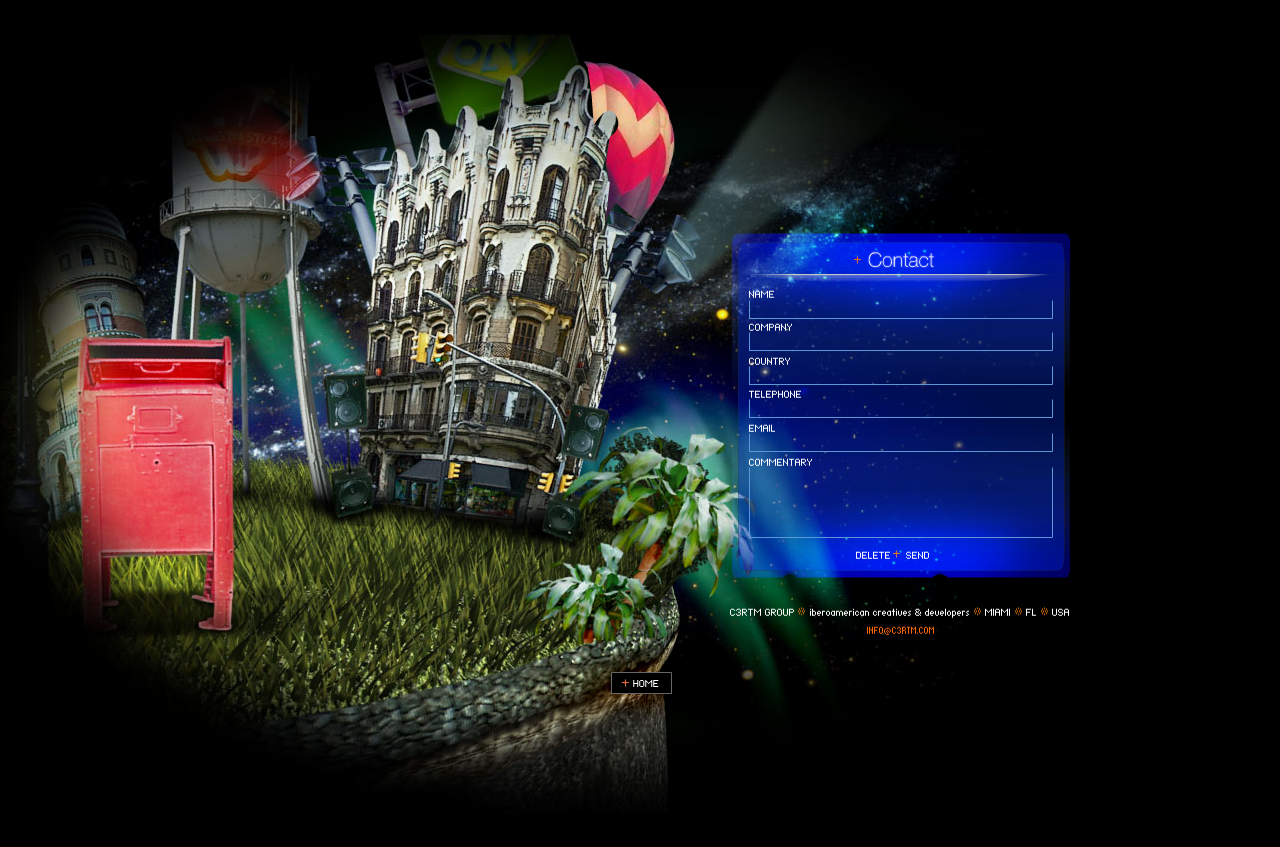 OLY
+ Contact
NAME
COMPANY
COUNTRY
TELEPHONE
EMAIL
COMMENTARY
DELETE + SEND
C3RTM GROUP ※ iberoamerican creatives & developers ※ MIAMI ※ FL ※ USA
INFO@C3RTM.COM
+ HOME